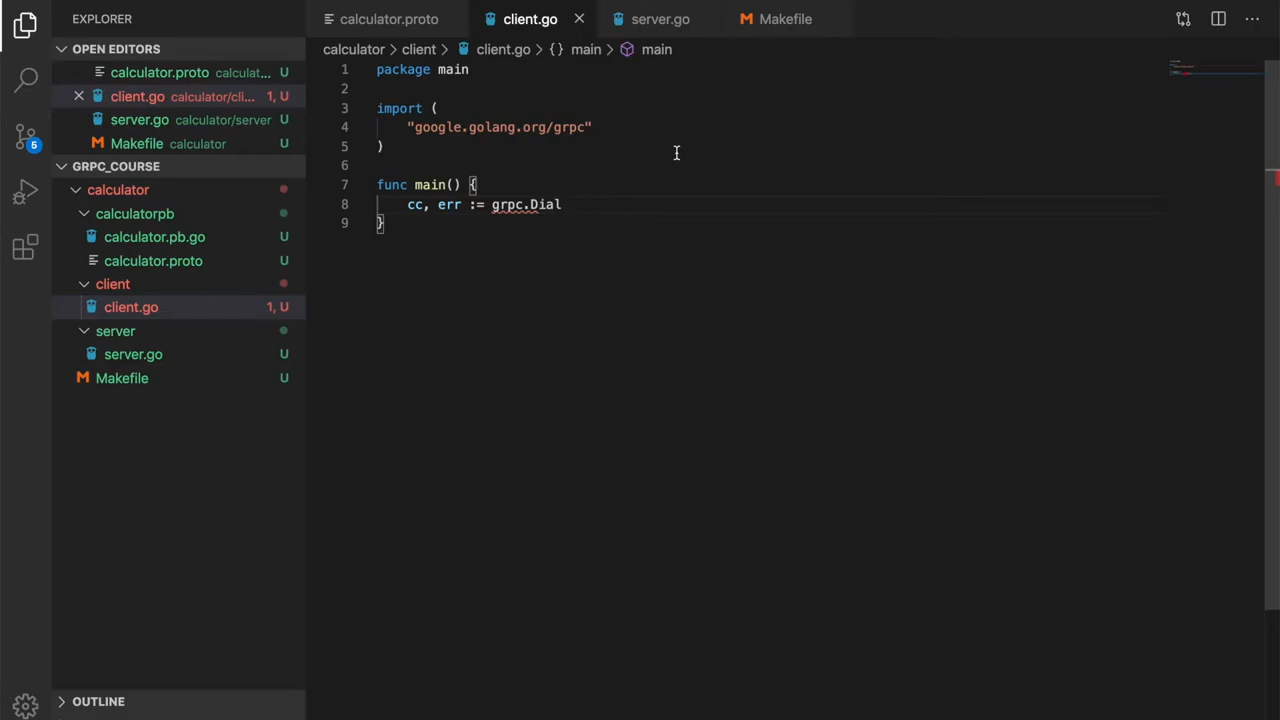 EXPLORER
OPEN EDITORS
calculator.proto calculat... U
client.go calculator/cli... 1, U
server.go calculator/server U
Makefile calculator U
5
GRPC_COURSE
calculator
calculatorpb
calculator.pb.go U
calculator.proto U
client
client.go 1, U
server
server.go U
Makefile U
OUTLINE
calculator.proto client.go server.go Makefile
calculator > client > client.go > {} main > main
1 package main
2
3 import (
4 "google.golang.org/grpc"
5 )
6
7 func main() {
8 cc, err := grpc.Dial
9 }